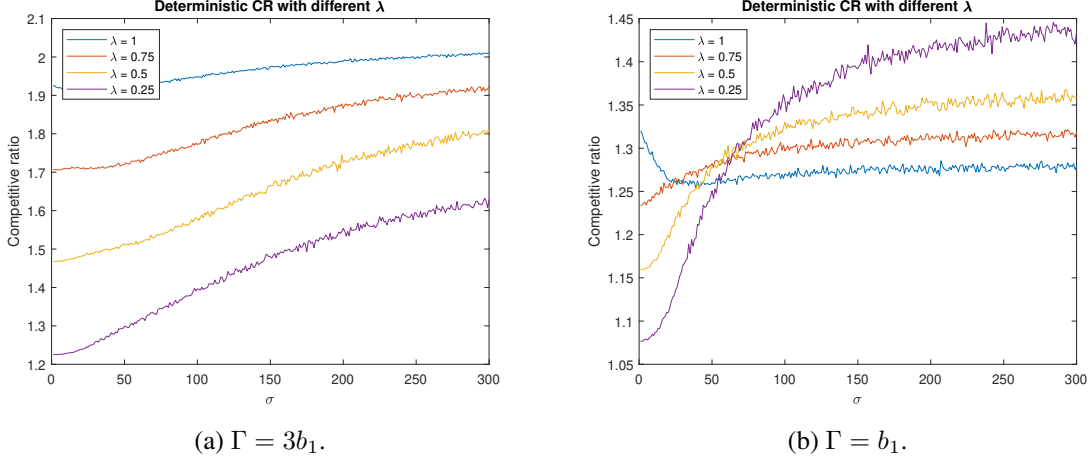 Deterministic CR with different λ
2.1
2
1.9
1.8
1.7
1.6
1.5
1.4
1.3
1.2
Competitive ratio
λ = 1
λ = 0.75
λ = 0.5
λ = 0.25
0 50 100 150 200 250 300
σ
(a) Γ = 3b₁.
Deterministic CR with different λ
1.45
1.4
1.35
1.3
1.25
1.2
1.15
1.1
1.05
Competitive ratio
λ = 1
λ = 0.75
λ = 0.5
λ = 0.25
0 50 100 150 200 250 300
σ
(b) Γ = b₁.